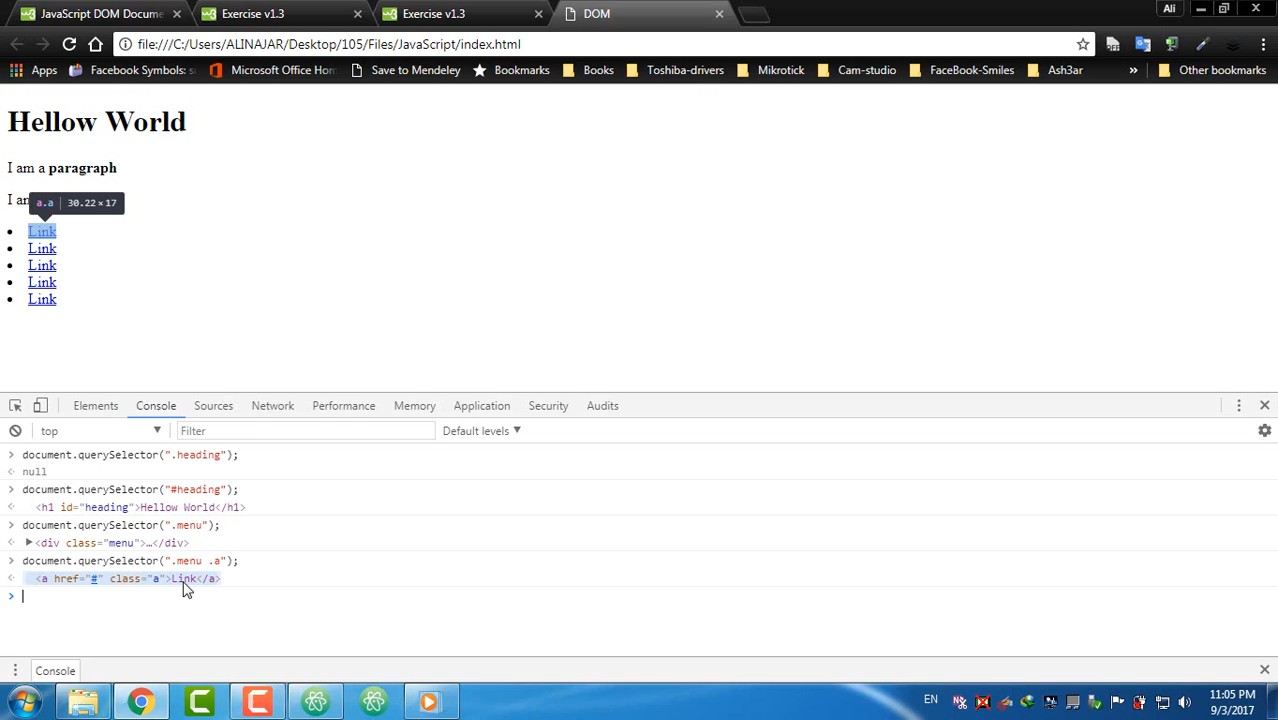 JavaScript DOM Docume
Exercise v1.3
Exercise v1.3
DOM
Ali
file:///C:/Users/ALINAJAR/Desktop/105/Files/JavaScript/index.html
Apps
Facebook Symbols: s
Microsoft Office Hom
Save to Mendeley
Bookmarks
Books
Toshiba-drivers
Mikrotick
Cam-studio
FaceBook-Smiles
Ash3ar
»
Other bookmarks
Hellow World
I am a paragraph
I am
a.a | 30.22×17
Link
Link
Link
Link
Link
Elements
Console
Sources
Network
Performance
Memory
Application
Security
Audits
top
Filter
Default levels
document.querySelector(".heading");
null
document.querySelector("#heading");
<h1 id="heading">Hellow World</h1>
document.querySelector(".menu");
<div class="menu">…</div>
document.querySelector(".menu .a");
<a href="#" class="a">Link</a>
Console
EN
11:05 PM
9/3/2017